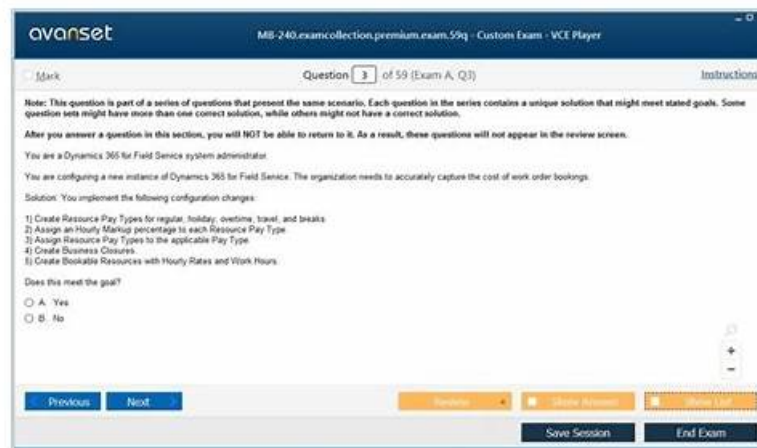 avanset
MB-240.examcollection.premium.exam.59q - Custom Exam - VCE Player
Mark
Question 3 of 59 (Exam A, Q3)
Instructions
Note: This question is part of a series of questions that present the same scenario. Each question in the series contains a unique solution that might meet stated goals. Some
question sets might have more than one correct solution, while others might not have a correct solution.
After you answer a question in this section, you will NOT be able to return to it. As a result, these questions will not appear in the review screen.
You are a Dynamics 365 for Field Service system administrator.
You are configuring a new instance of Dynamics 365 for Field Service. The organization needs to accurately capture the cost of work order bookings.
Solution: You implement the following configuration changes:
1) Create Resource Pay Types for regular, holiday, overtime, travel, and breaks
2) Assign an Hourly Markup percentage to each Resource Pay Type
3) Assign Resource Pay Types to the applicable Pay Type
4) Create Business Closures.
5) Create Bookable Resources with Hourly Rates and Work Hours.
Does this meet the goal?
A. Yes
B. No
Previous
Next
Review
Show Answer
Show List
Save Session
End Exam